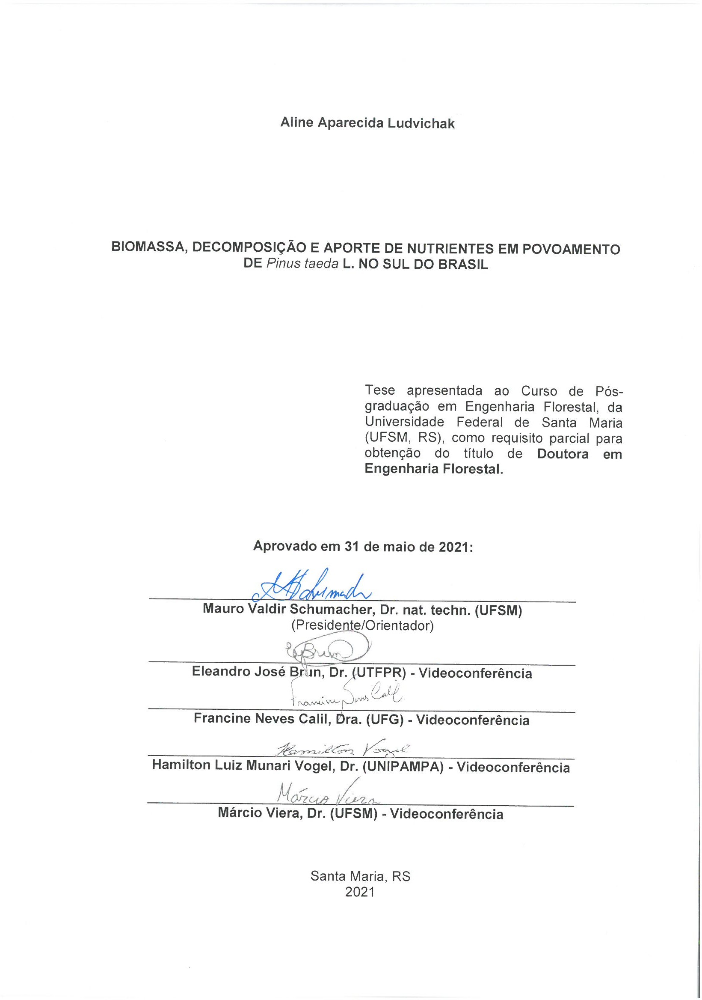 Aline Aparecida Ludvichak
BIOMASSA, DECOMPOSIÇÃO E APORTE DE NUTRIENTES EM POVOAMENTO
DE Pinus taeda L. NO SUL DO BRASIL
Tese apresentada ao Curso de Pós-
graduação em Engenharia Florestal, da
Universidade Federal de Santa Maria
(UFSM, RS), como requisito parcial para
obtenção do título de Doutora em
Engenharia Florestal.
Aprovado em 31 de maio de 2021:
Mauro Valdir Schumacher, Dr. nat. techn. (UFSM)
(Presidente/Orientador)
Eleandro José Brun, Dr. (UTFPR) - Videoconferência
Francine Neves Calil, Dra. (UFG) - Videoconferência
Hamilton Vogel
Hamilton Luiz Munari Vogel, Dr. (UNIPAMPA) - Videoconferência
Márcio Viera
Márcio Viera, Dr. (UFSM) - Videoconferência
Santa Maria, RS
2021